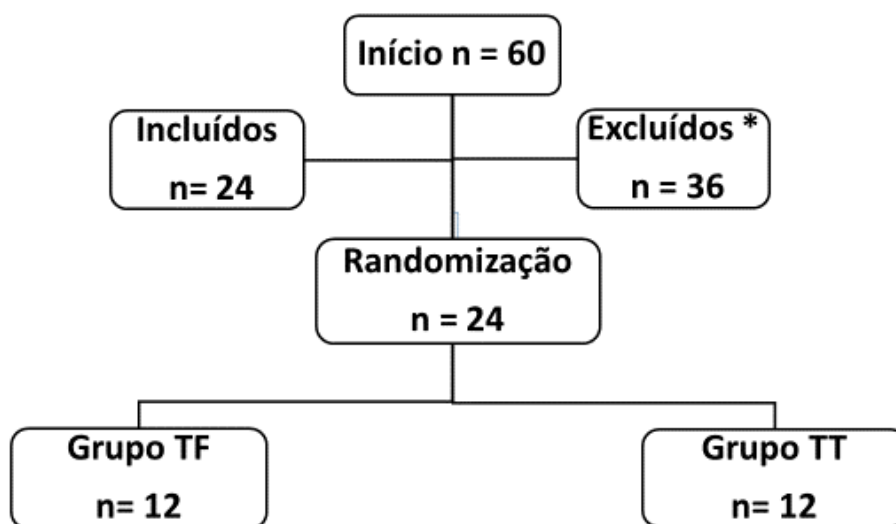 Início n = 60
Incluídos
n= 24
Excluídos *
n = 36
Randomização
n = 24
Grupo TF
n= 12
Grupo TT
n= 12